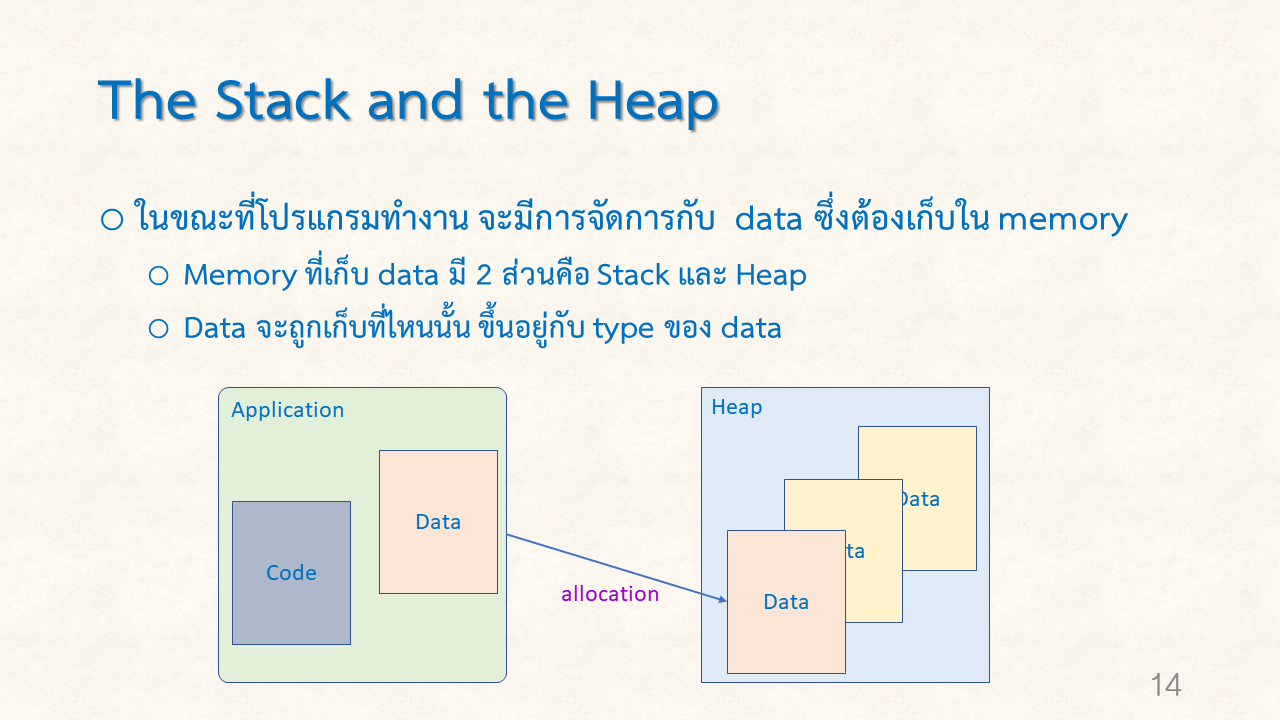 The Stack and the Heap
ในขณะที่โปรแกรมทำงาน จะมีการจัดการกับ data ซึ่งต้องเก็บใน memory
Memory ที่เก็บ data มี 2 ส่วนคือ Stack และ Heap
Data จะถูกเก็บที่ไหนนั้น ขึ้นอยู่กับ type ของ data
Application
Data
Code
allocation
Heap
Data
ta
Data
14